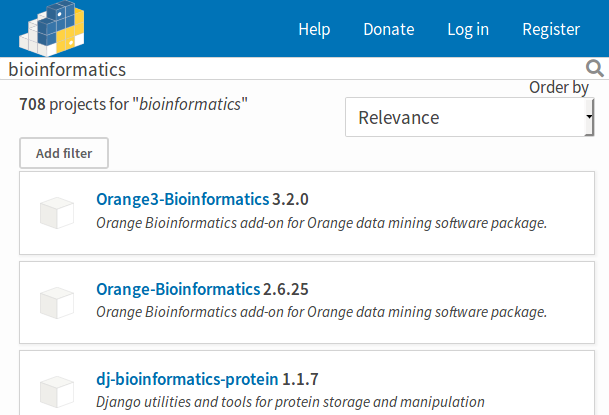 Help Donate Log in Register
bioinformatics
Order by
708 projects for "bioinformatics"
Relevance
Add filter
Orange3-Bioinformatics 3.2.0
Orange Bioinformatics add-on for Orange data mining software package.
Orange-Bioinformatics 2.6.25
Orange Bioinformatics add-on for Orange data mining software package.
dj-bioinformatics-protein 1.1.7
Django utilities and tools for protein storage and manipulation